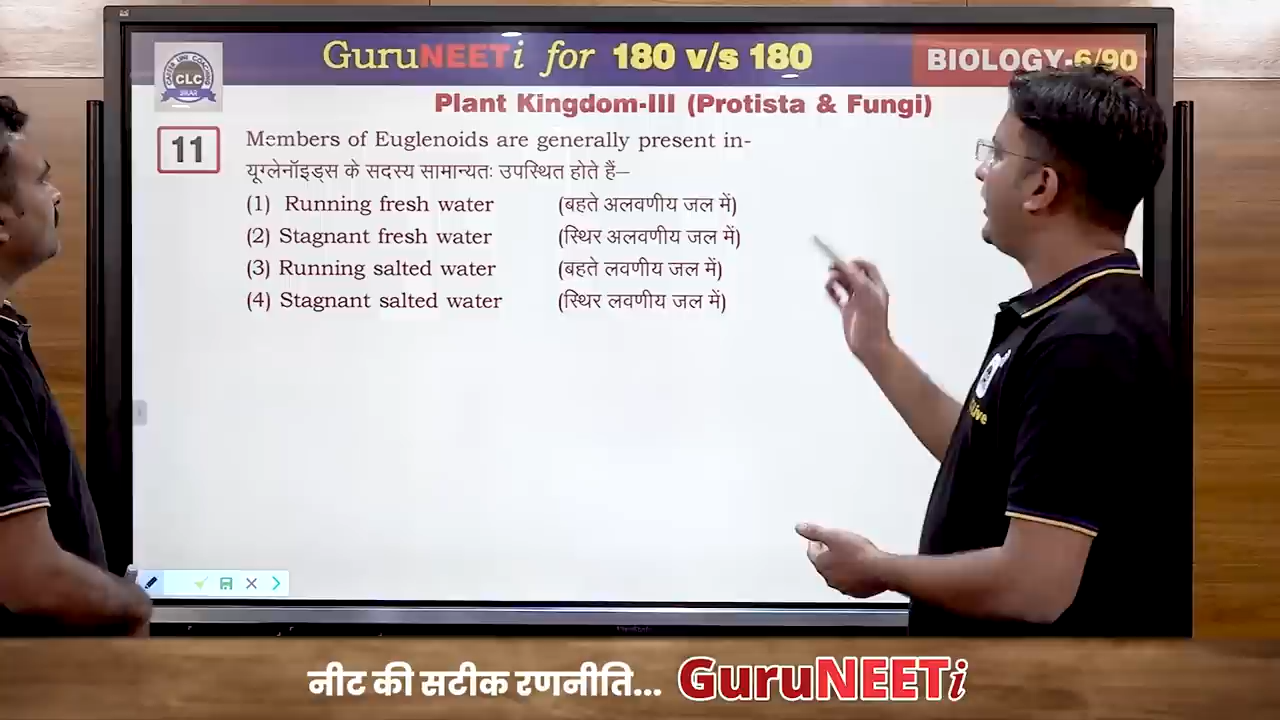 GuruNEETi for 180 v/s 180
BIOLOGY-6/90
CLC
Plant Kingdom-III (Protista & Fungi)
11
Members of Euglenoids are generally present in-
यूग्लेनॉइड्स के सदस्य सामान्यतः उपस्थित होते हैं–
(1) Running fresh water (बहते अलवणीय जल में)
(2) Stagnant fresh water (स्थिर अलवणीय जल में)
(3) Running salted water (बहते लवणीय जल में)
(4) Stagnant salted water (स्थिर लवणीय जल में)
नीट की सटीक रणनीति... GuruNEETi